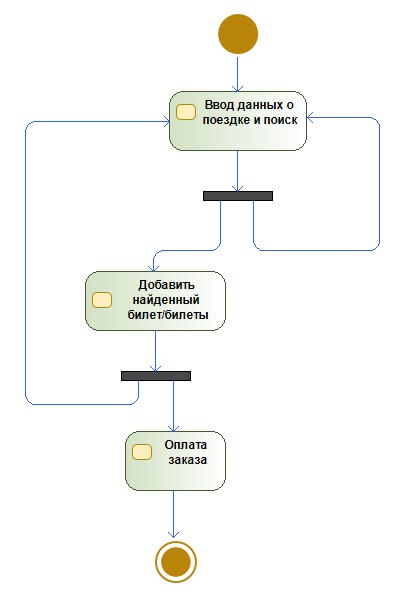 Ввод данных о
поездке и поиск
Добавить
найденный
билет/билеты
Оплата
заказа